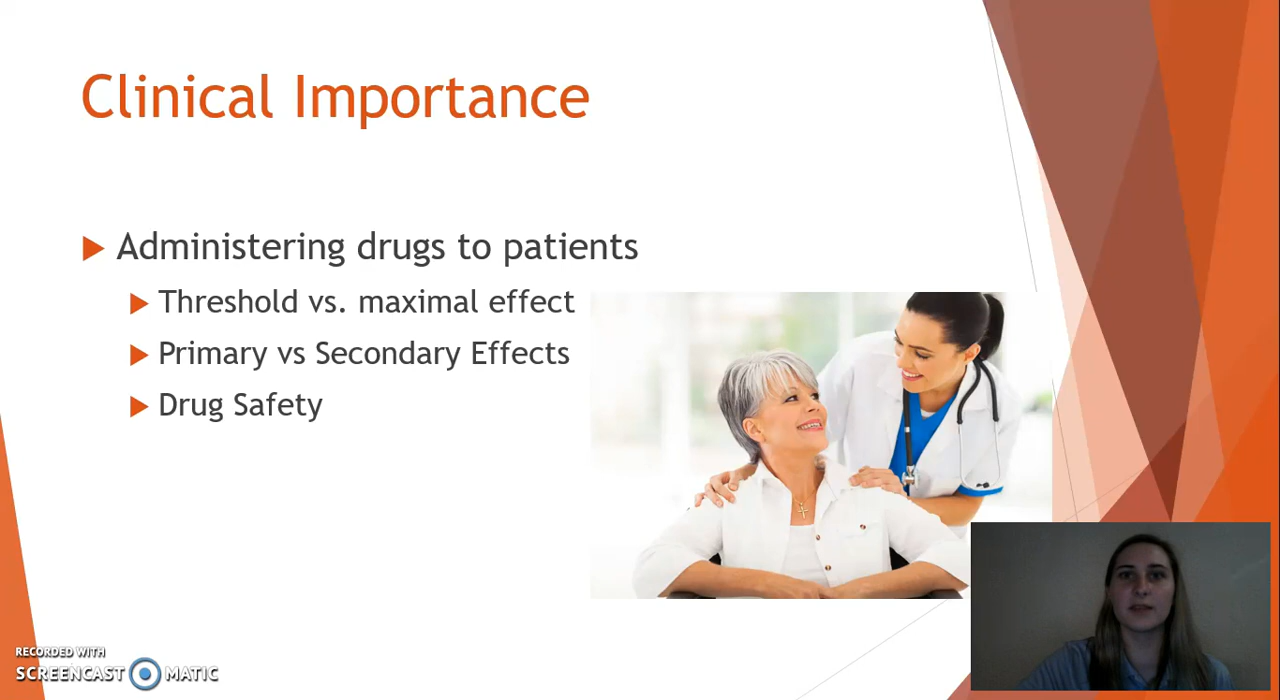 Clinical Importance
Administering drugs to patients
Threshold vs. maximal effect
Primary vs Secondary Effects
Drug Safety
RECORDED WITH
SCREENCAST MATIC